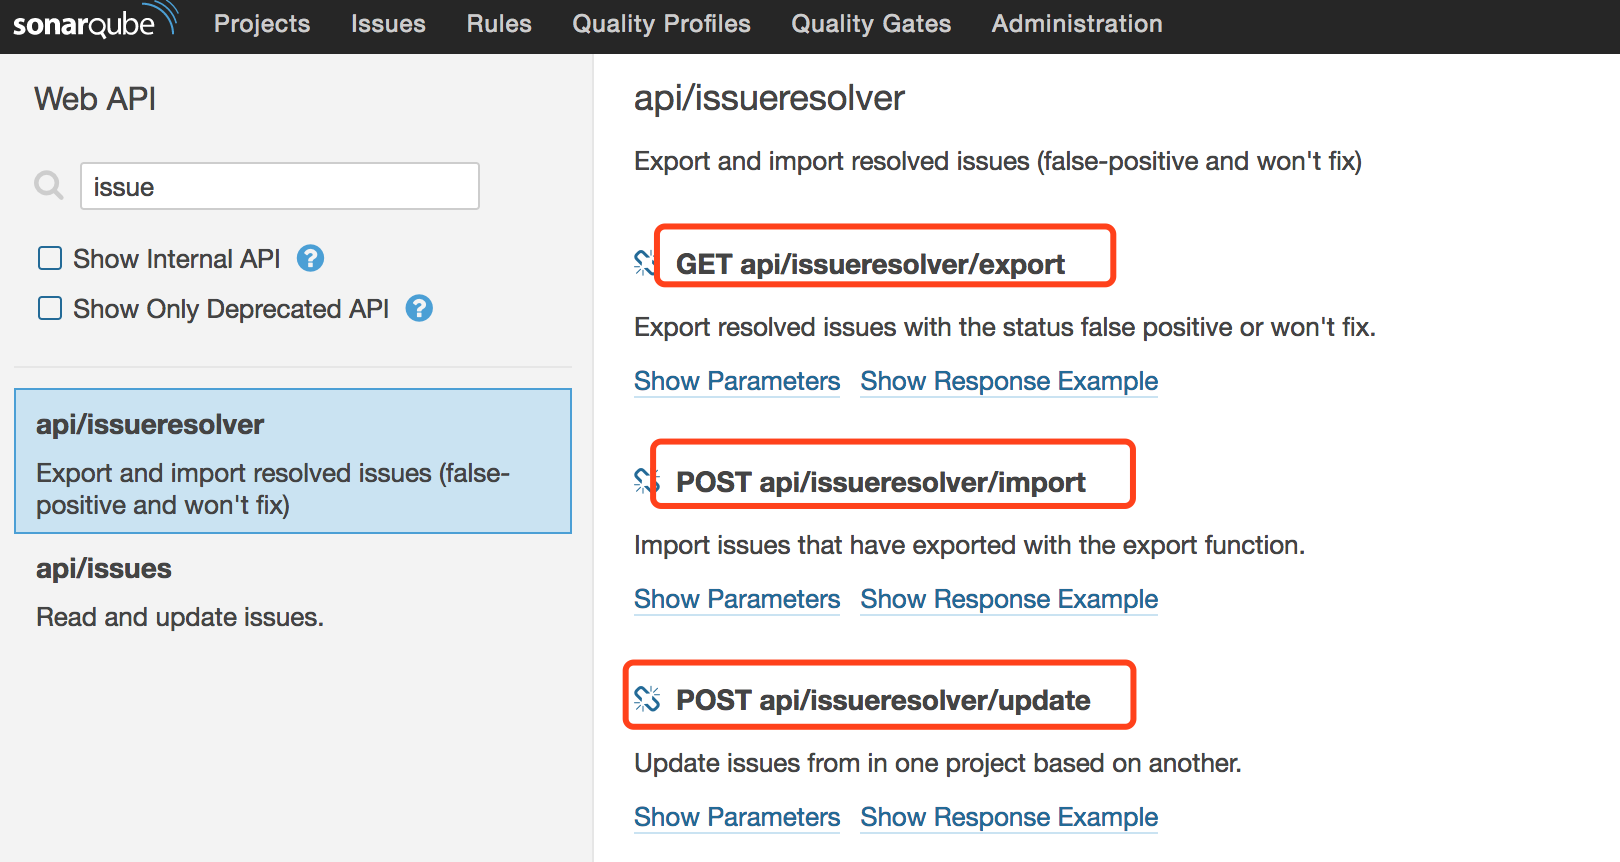 sonarqube Projects Issues Rules Quality Profiles Quality Gates Administration
Web API
issue
Show Internal API ?
Show Only Deprecated API ?
api/issueresolver
Export and import resolved issues (false-
positive and won't fix)
api/issues
Read and update issues.
api/issueresolver
Export and import resolved issues (false-positive and won't fix)
GET api/issueresolver/export
Export resolved issues with the status false positive or won't fix.
Show Parameters Show Response Example
POST api/issueresolver/import
Import issues that have exported with the export function.
Show Parameters Show Response Example
POST api/issueresolver/update
Update issues from in one project based on another.
Show Parameters Show Response Example